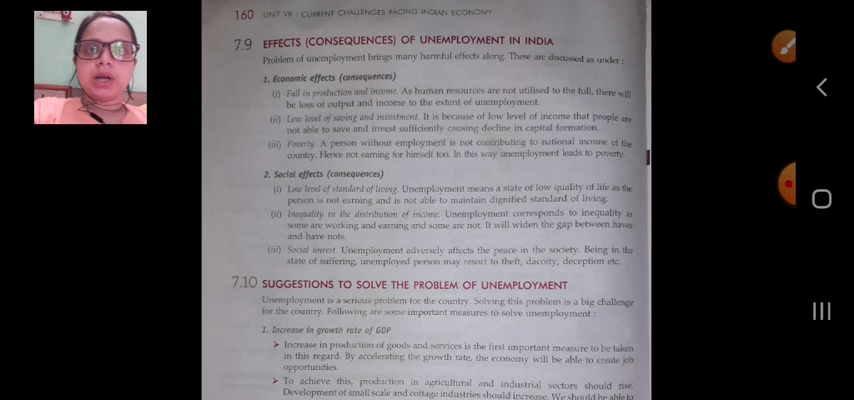 160 UNIT VII : CURRENT CHALLENGES FACING INDIAN ECONOMY
7.9 EFFECTS (CONSEQUENCES) OF UNEMPLOYMENT IN INDIA
Problem of unemployment brings many harmful effects along. These are discussed as under :
1. Economic effects (consequences)
(i) Fall in production and income. As human resources are not utilised to the full, there will
be loss of output and income to the extent of unemployment.
(ii) Low level of saving and investment. It is because of low level of income that people are
not able to save and invest sufficiently causing decline in capital formation.
(iii) Poverty. A person without employment is not contributing to national income of the
country. Hence not earning for himself too. In this way, unemployment leads to poverty.
2. Social effects (consequences)
(i) Low level of standard of living. Unemployment means a state of low quality of life as the
person is not earning and is not able to maintain dignified standard of living.
(ii) Inequality in the distribution of income. Unemployment corresponds to inequality as
some are working and earning and some are not. It will widen the gap between haves
and have nots.
(iii) Social unrest. Unemployment adversely affects the peace in the society. Being in the
state of suffering, unemployed person may resort to theft, dacoity, deception etc.
7.10 SUGGESTIONS TO SOLVE THE PROBLEM OF UNEMPLOYMENT
Unemployment is a serious problem for the country. Solving this problem is a big challenge
for the country. Following are some important measures to solve unemployment :
1. Increase in growth rate of GDP
➤ Increase in production of goods and services is the first important measure to be taken
in this regard. By accelerating the growth rate, the economy will be able to create job
opportunities.
➤ To achieve this, production in agricultural and industrial sectors should rise.
Development of small scale and cottage industries should increase. We should be able to